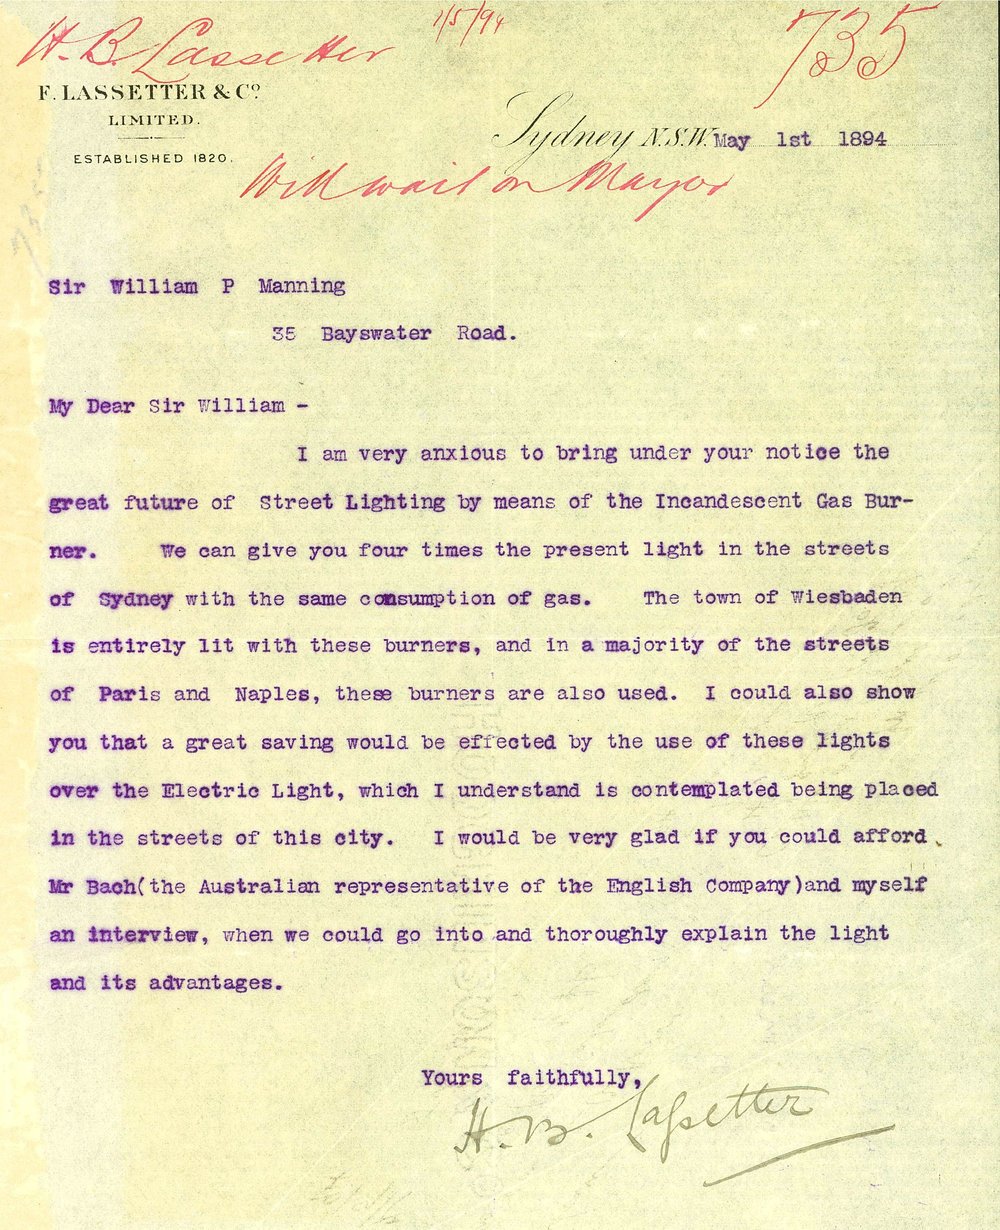 H. B. Lassetter
1/5/94
735
F. LASSETTER & Co.
LIMITED.
ESTABLISHED 1820.
Sydney N.S.W. May 1st 1894
Will wait on Mayor
Sir William P Manning
35 Bayswater Road.
My Dear Sir William -
I am very anxious to bring under your notice the
great future of Street Lighting by means of the Incandescent Gas Bur-
ner. We can give you four times the present light in the streets
of Sydney with the same consumption of gas. The town of Wiesbaden
is entirely lit with these burners, and in a majority of the streets
of Paris and Naples, these burners are also used. I could also show
you that a great saving would be effected by the use of these lights
over the Electric Light, which I understand is contemplated being placed
in the streets of this city. I would be very glad if you could afford
Mr Bach(the Australian representative of the English Company)and myself
an interview, when we could go into and thoroughly explain the light
and its advantages.
Yours faithfully,
H. B. Lassetter